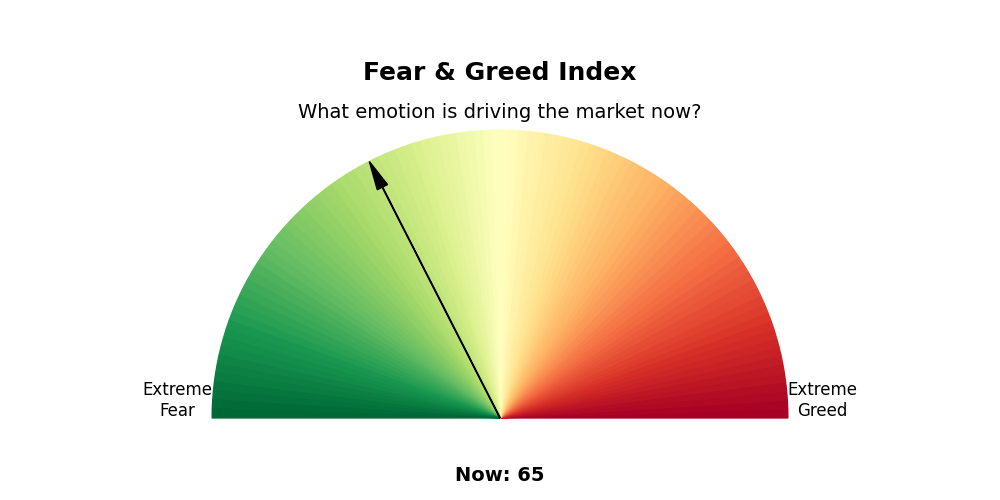 Fear & Greed Index
What emotion is driving the market now?
Extreme
Fear
Extreme
Greed
Now: 65